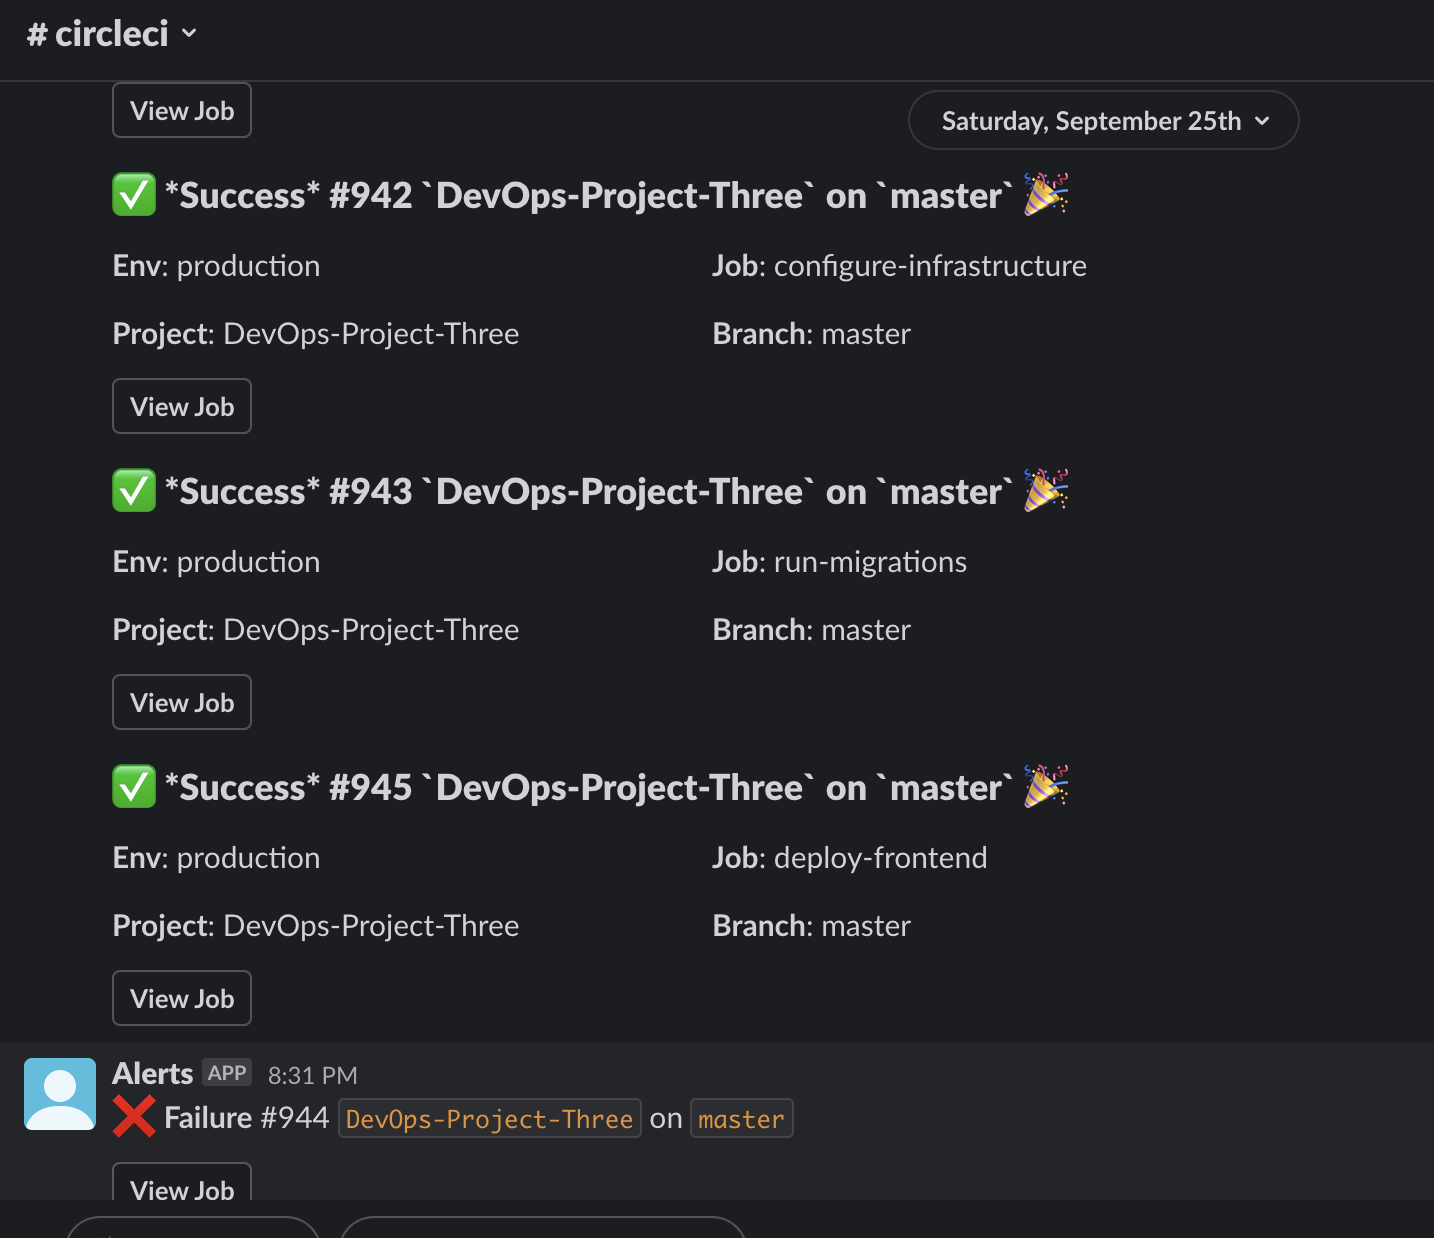 # circleci
View Job
Saturday, September 25th
✅ *Success* #942 `DevOps-Project-Three` on `master` 🎉
Env: production
Job: configure-infrastructure
Project: DevOps-Project-Three
Branch: master
View Job
✅ *Success* #943 `DevOps-Project-Three` on `master` 🎉
Env: production
Job: run-migrations
Project: DevOps-Project-Three
Branch: master
View Job
✅ *Success* #945 `DevOps-Project-Three` on `master` 🎉
Env: production
Job: deploy-frontend
Project: DevOps-Project-Three
Branch: master
View Job
Alerts APP 8:31 PM
❌ Failure #944 DevOps-Project-Three on master
View Job